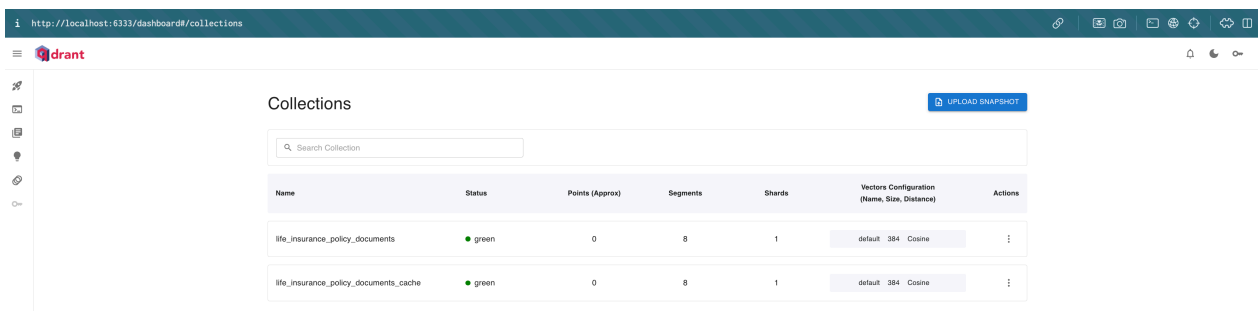 i http://localhost:6333/dashboard#/collections
drant
Collections
UPLOAD SNAPSHOT
Search Collection
Name Status Points (Approx) Segments Shards Vectors Configuration (Name, Size, Distance) Actions
life_insurance_policy_documents green 0 8 1 default 384 Cosine
life_insurance_policy_documents_cache green 0 8 1 default 384 Cosine